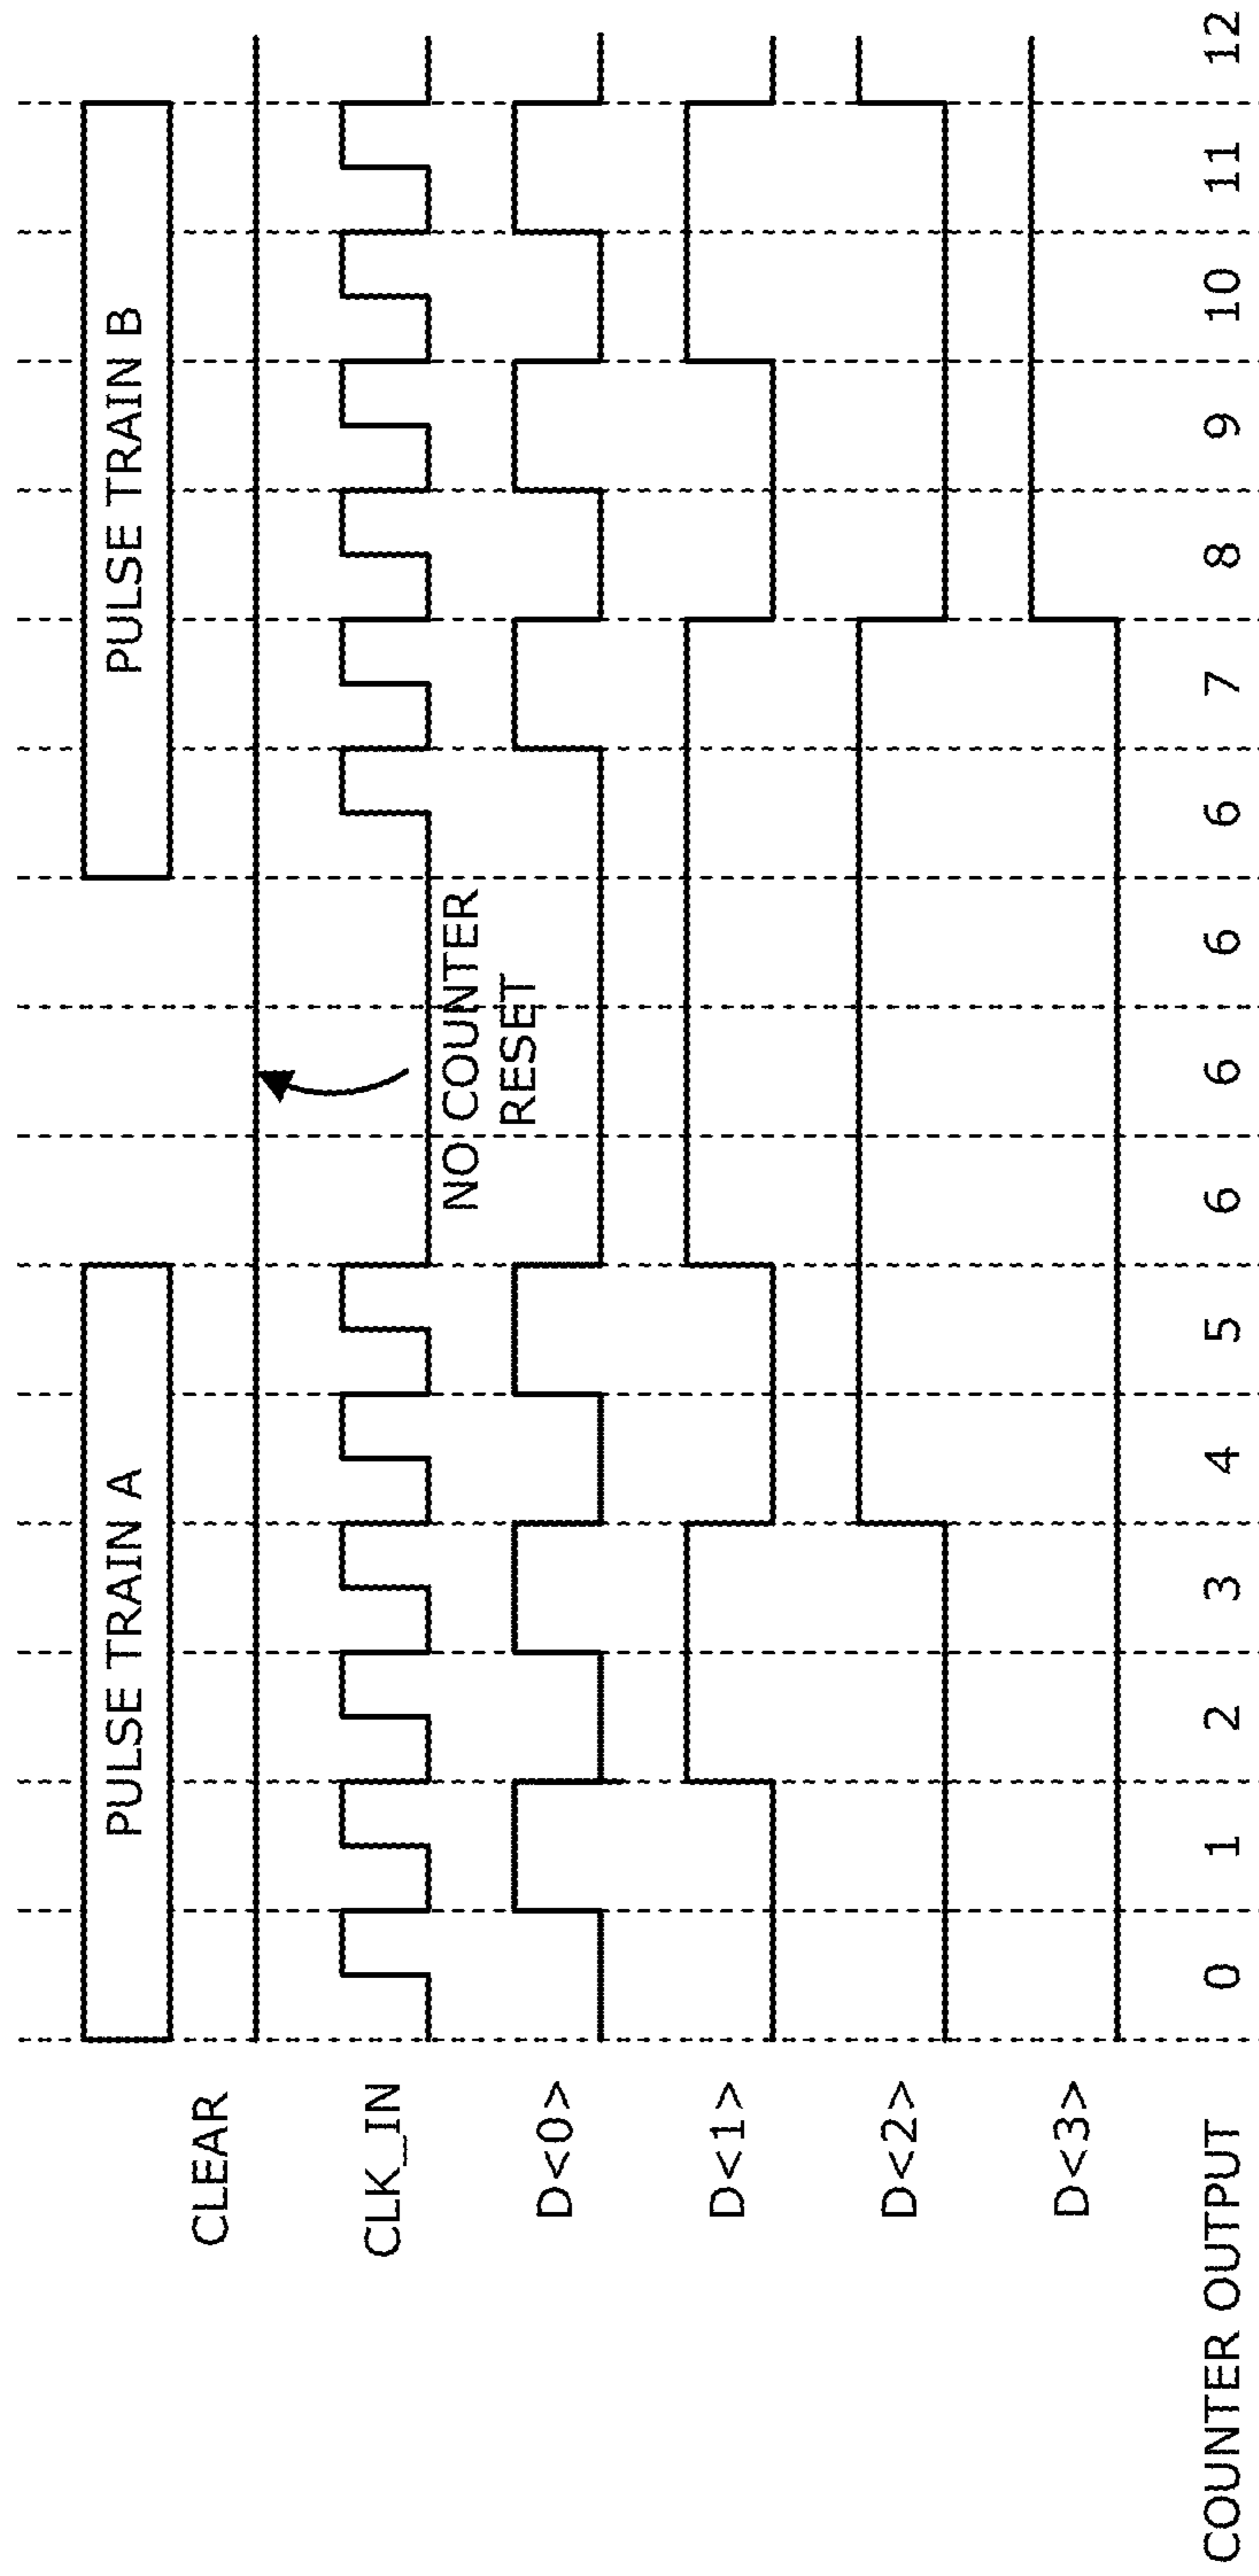 PULSE TRAIN A
PULSE TRAIN B
CLEAR
CLK_IN
NO COUNTER
RESET
D<0>
D<1>
D<2>
D<3>
COUNTER OUTPUT 0 1 2 3 4 5 6 6 6 6 7 8 9 10 11 12